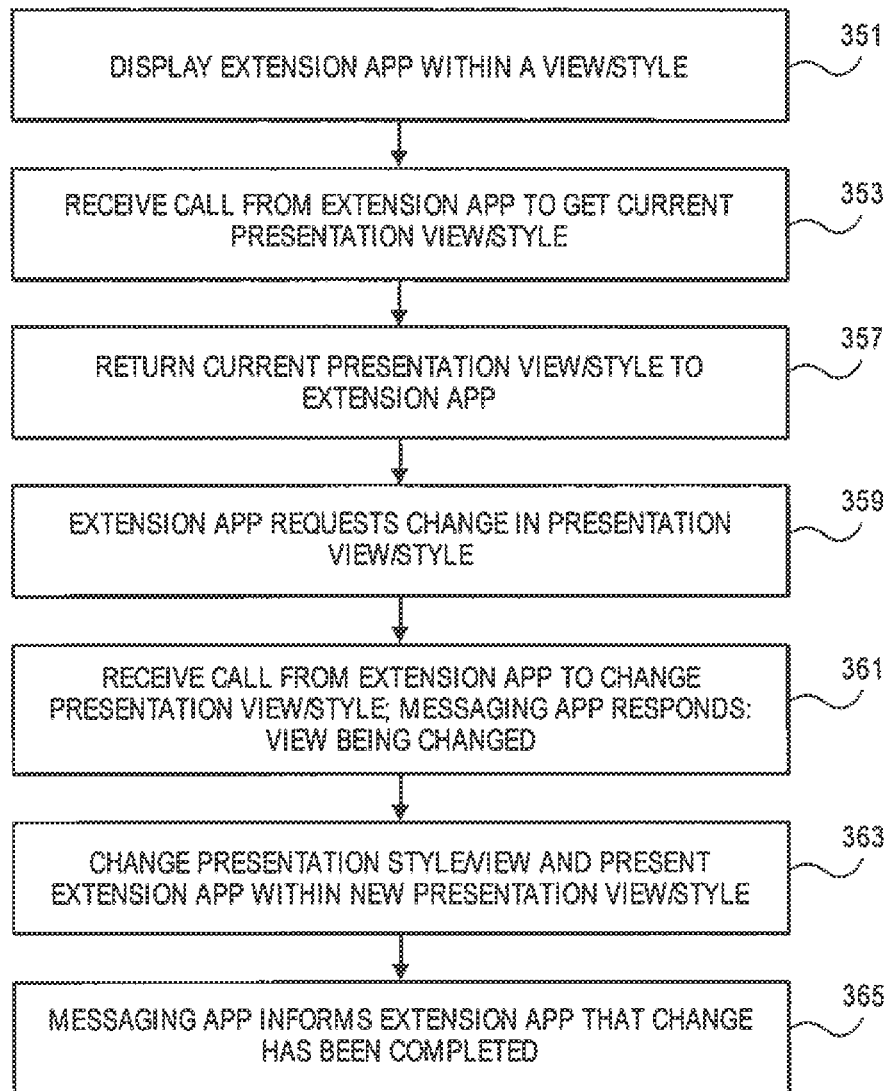 351
DISPLAY EXTENSION APP WITHIN A VIEW/STYLE
353
RECEIVE CALL FROM EXTENSION APP TO GET CURRENT
PRESENTATION VIEW/STYLE
357
RETURN CURRENT PRESENTATION VIEW/STYLE TO
EXTENSION APP
359
EXTENSION APP REQUESTS CHANGE IN PRESENTATION
VIEW/STYLE
361
RECEIVE CALL FROM EXTENSION APP TO CHANGE
PRESENTATION VIEW/STYLE; MESSAGING APP RESPONDS:
VIEW BEING CHANGED
363
CHANGE PRESENTATION STYLE/VIEW AND PRESENT
EXTENSION APP WITHIN NEW PRESENTATION VIEW/STYLE
365
MESSAGING APP INFORMS EXTENSION APP THAT CHANGE
HAS BEEN COMPLETED